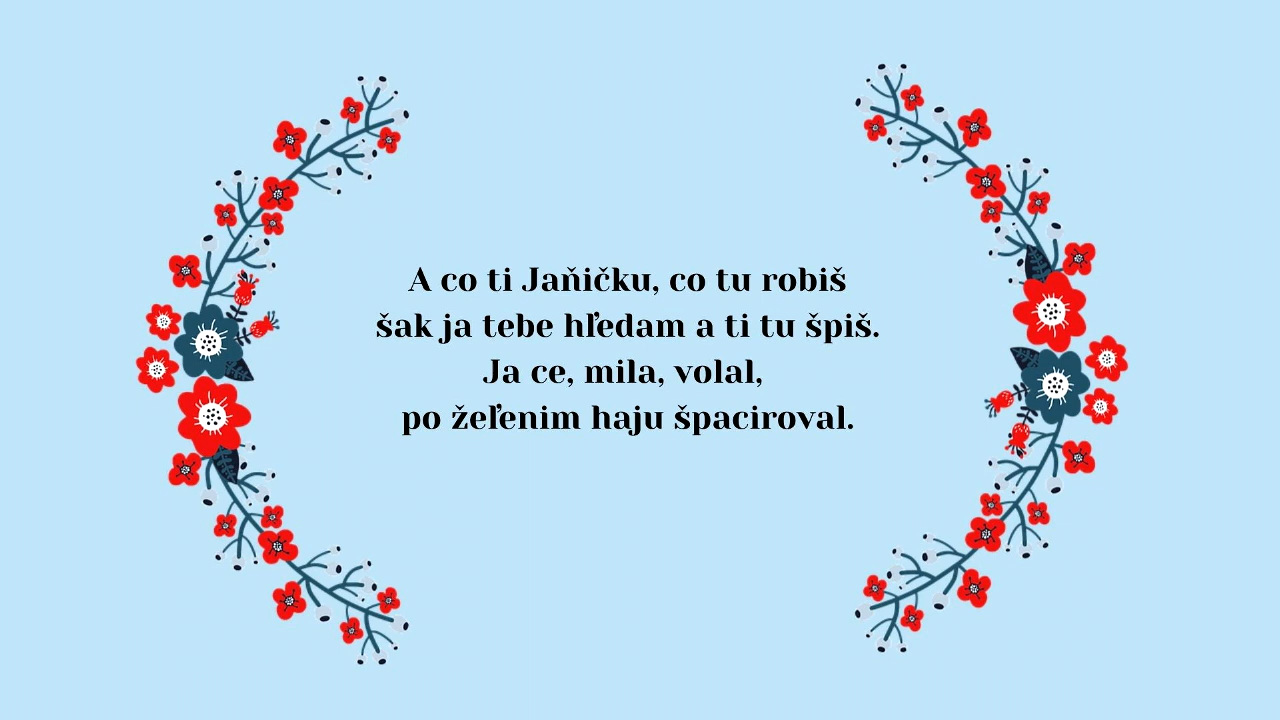 A co ti Jaňičku, co tu robiš
šak ja tebe hľedam a ti tu špiš.
Ja ce, mila, volal,
po žeľenim haju špaciroval.